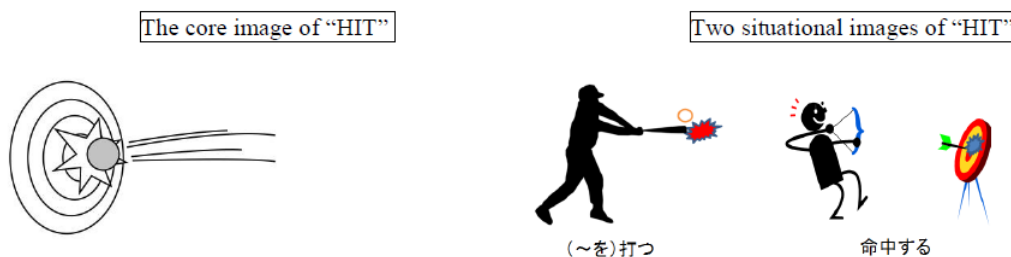 The core image of “HIT”
Two situational images of “HIT”
（～を）打つ
命中する